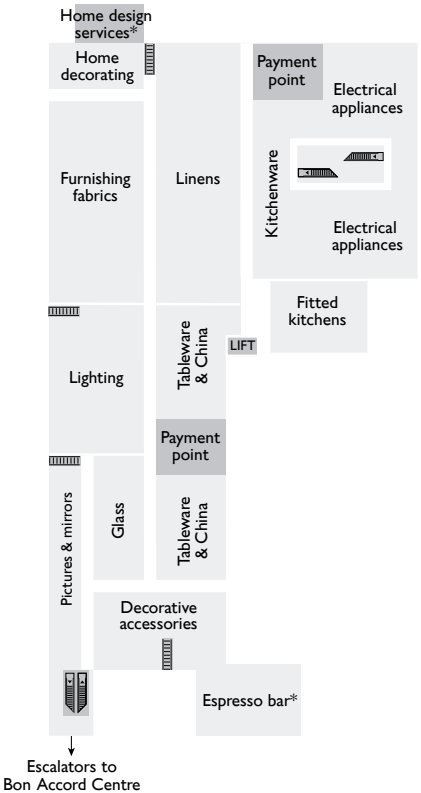 Home design
services*
Home
decorating
Payment
point
Electrical
appliances
Furnishing
fabrics
Linens
Kitchenware
Electrical
appliances
Fitted
kitchens
Lighting
Tableware
& China
LIFT
Payment
point
Pictures & mirrors
Glass
Tableware
& China
Decorative
accessories
Espresso bar*
Escalators to
Bon Accord Centre